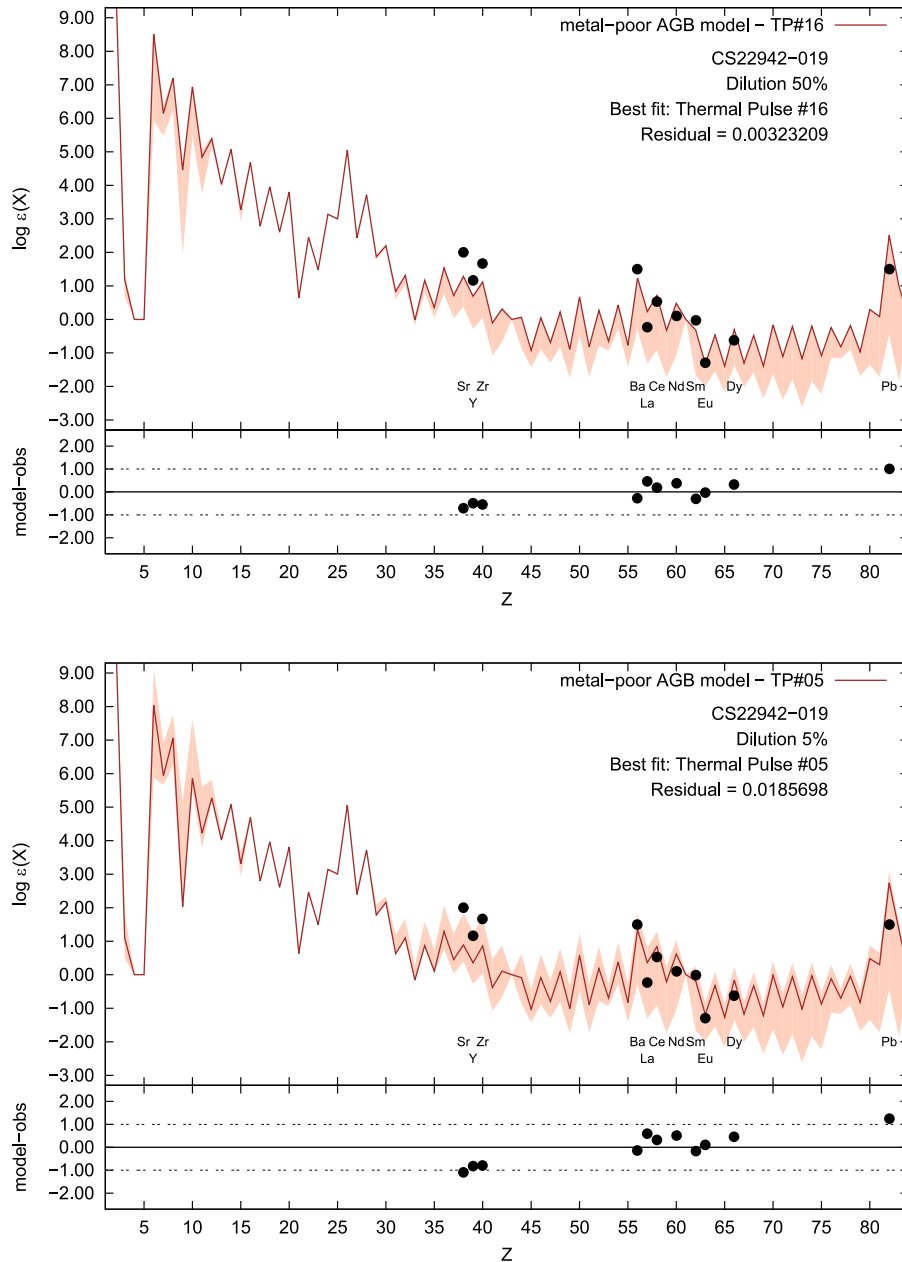 metal-poor AGB model - TP#16
CS22942-019
Dilution 50%
Best fit: Thermal Pulse #16
Residual = 0.00323209
9.00
8.00
7.00
6.00
5.00
4.00
3.00
2.00
1.00
0.00
-1.00
-2.00
-3.00
log ε(X)
Sr Zr Ba Ce Nd Sm Dy Pb
Y La Eu
2.00
1.00
0.00
-1.00
-2.00
model-obs
5 10 15 20 25 30 35 40 45 50 55 60 65 70 75 80
Z
metal-poor AGB model - TP#05
CS22942-019
Dilution 5%
Best fit: Thermal Pulse #05
Residual = 0.0185698
9.00
8.00
7.00
6.00
5.00
4.00
3.00
2.00
1.00
0.00
-1.00
-2.00
-3.00
log ε(X)
Sr Zr Ba Ce Nd Sm Dy Pb
Y La Eu
2.00
1.00
0.00
-1.00
-2.00
model-obs
5 10 15 20 25 30 35 40 45 50 55 60 65 70 75 80
Z